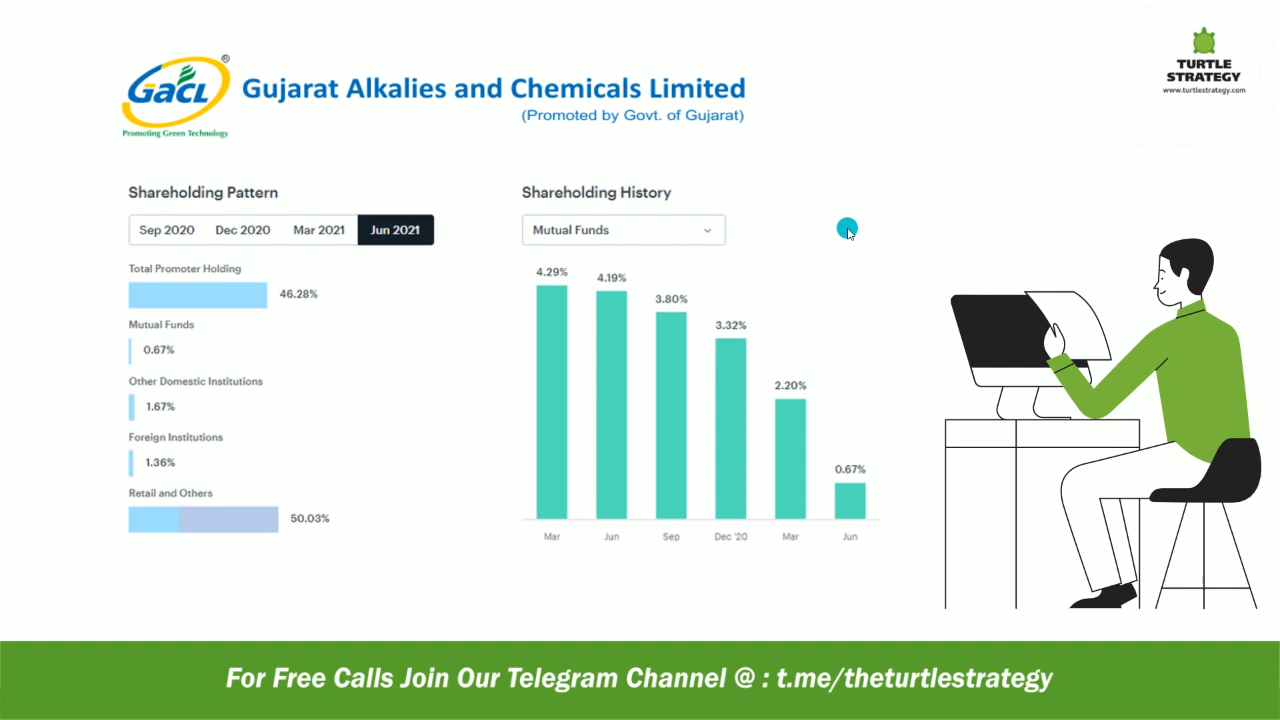 GACL
®
Promoting Green Technology
Gujarat Alkalies and Chemicals Limited
(Promoted by Govt. of Gujarat)
TURTLE
STRATEGY
www.turtlestrategy.com
Shareholding Pattern
Sep 2020 Dec 2020 Mar 2021 Jun 2021
Total Promoter Holding
46.28%
Mutual Funds
0.67%
Other Domestic Institutions
1.67%
Foreign Institutions
1.36%
Retail and Others
50.03%
Shareholding History
Mutual Funds
4.29% 4.19% 3.80% 3.32% 2.20% 0.67%
Mar Jun Sep Dec '20 Mar Jun
For Free Calls Join Our Telegram Channel @ : t.me/theturtlestrategy